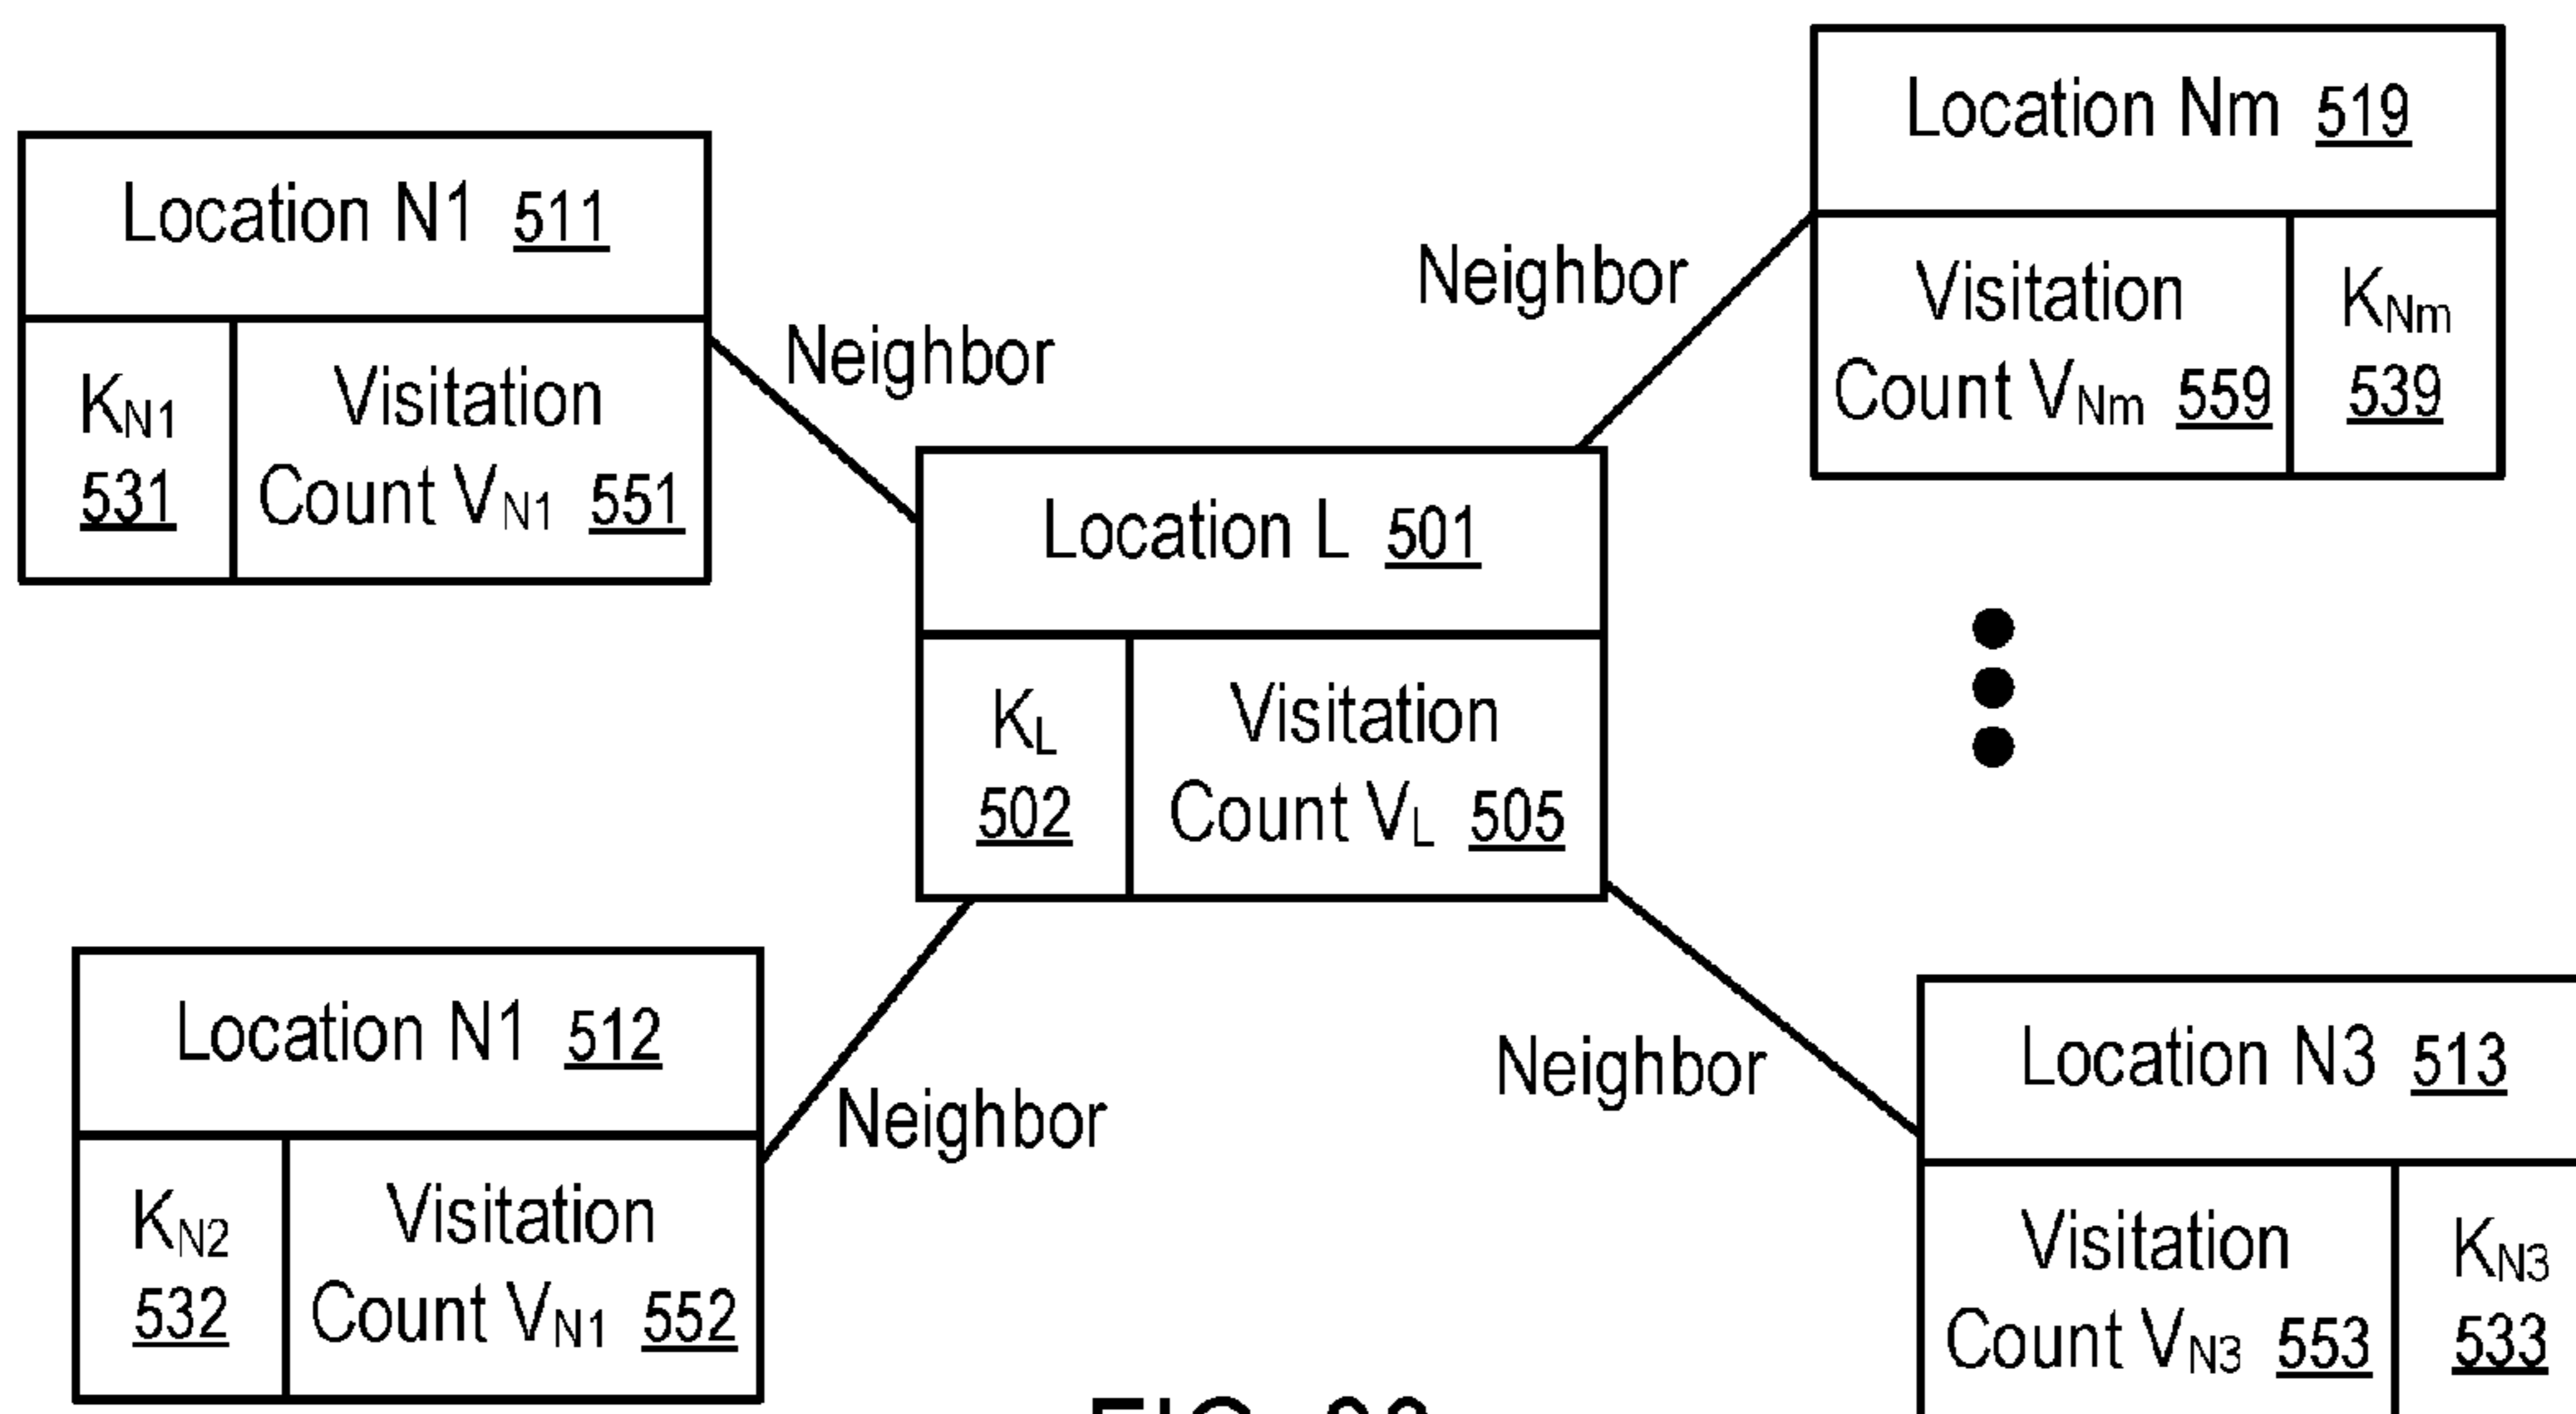 Location Nm 519
Visitation
Count VNm 559
KNm
539
Location N1 511
KN1
531
Visitation
Count VN1 551
Neighbor
Neighbor
Location L 501
KL
502
Visitation
Count VL 505
Location N1 512
KN2
532
Visitation
Count VN1 552
Neighbor
Neighbor
Location N3 513
Visitation
Count VN3 553
KN3
533